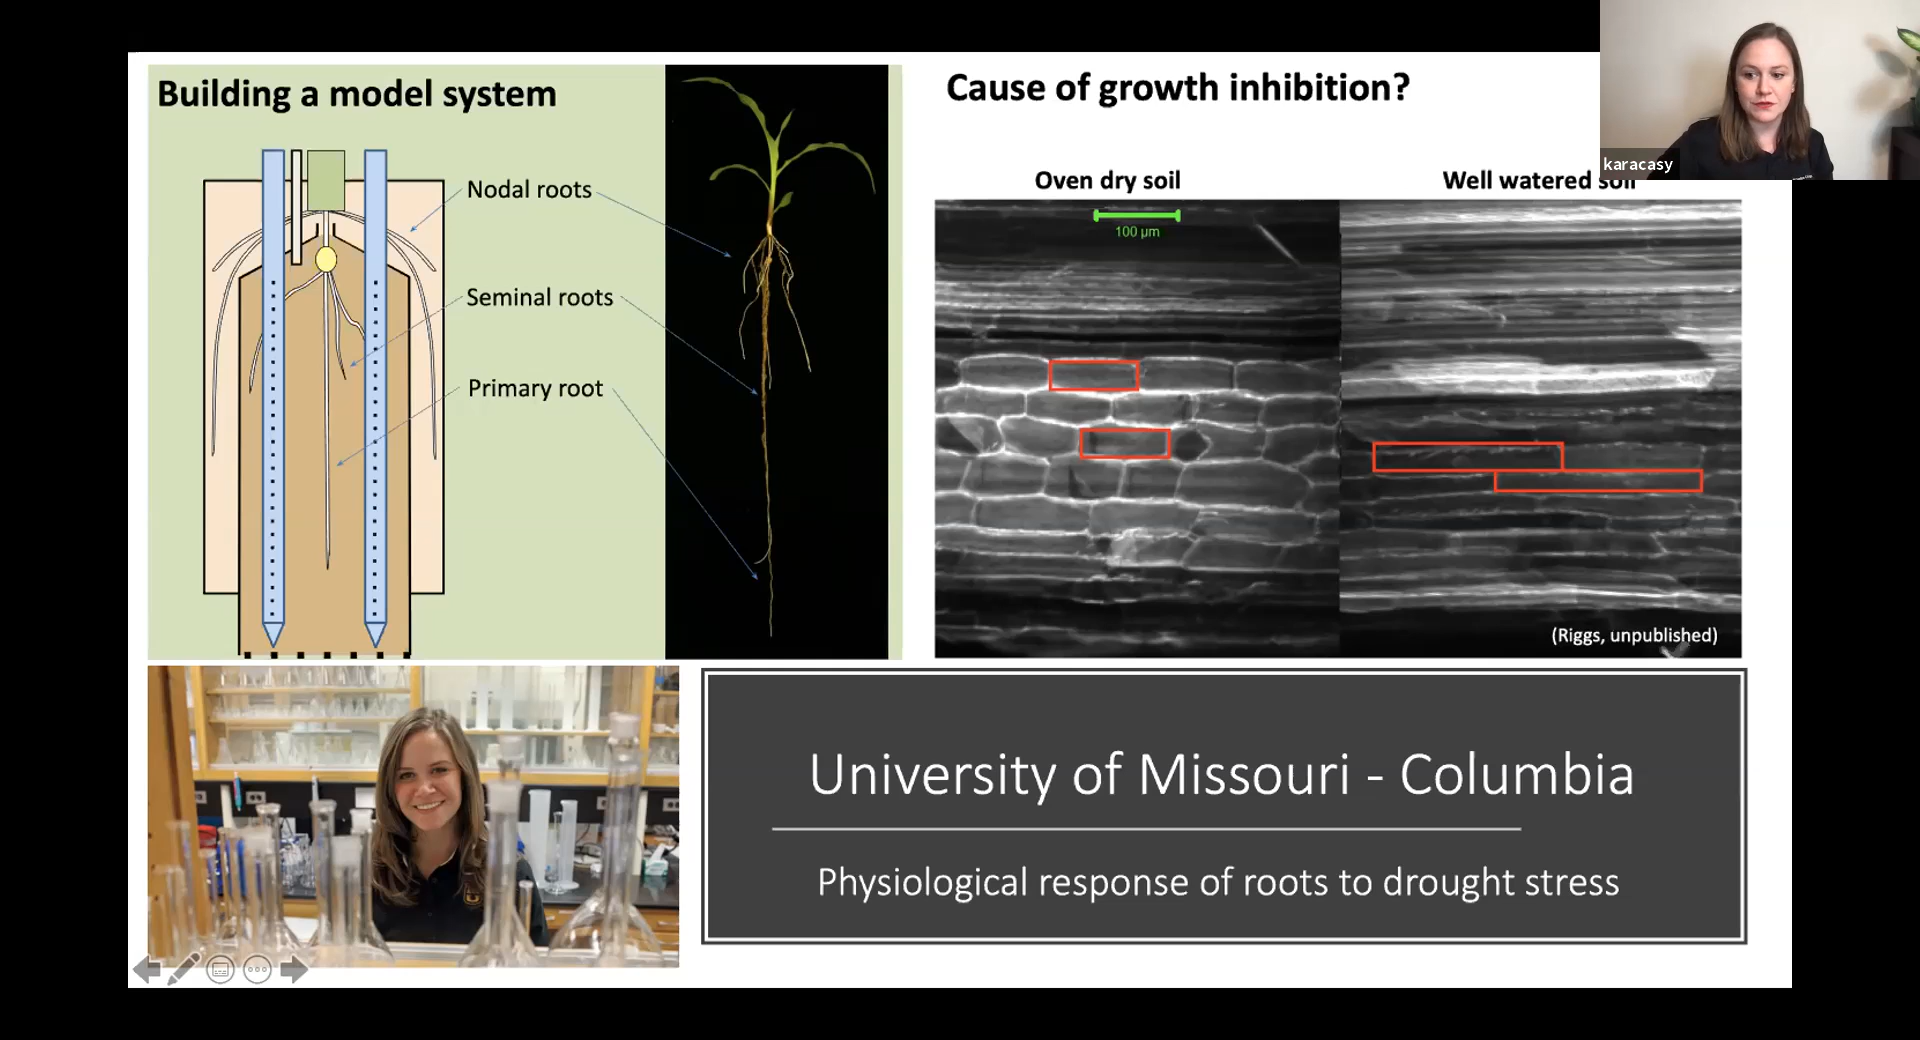 Building a model system
Nodal roots
Seminal roots
Primary root
Cause of growth inhibition?
Oven dry soil
Well watered soil
100 µm
(Riggs, unpublished)
University of Missouri - Columbia
Physiological response of roots to drought stress
karacasy